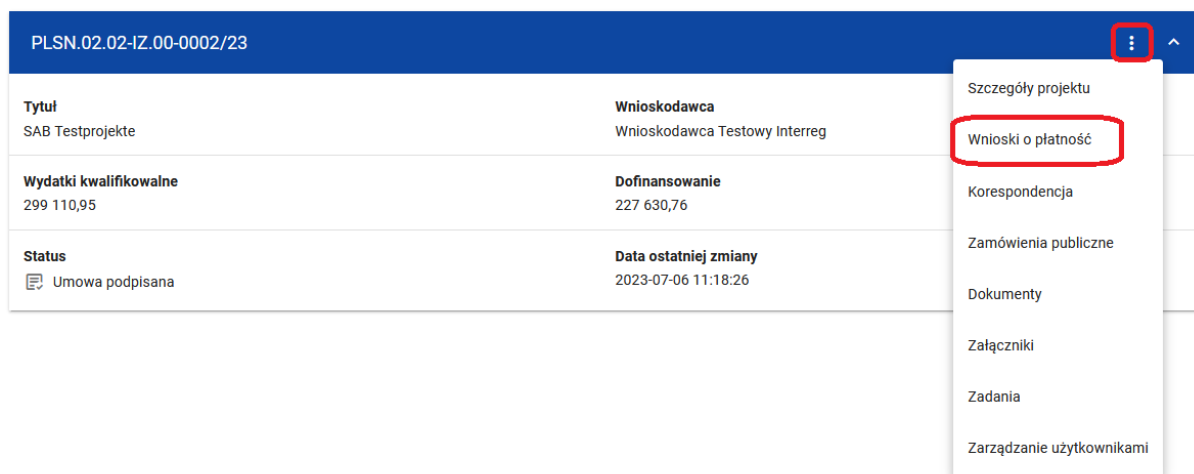 PLSN.02.02-IZ.00-0002/23
Szczegóły projektu
Tytuł
SAB Testprojekte
Wnioskodawca
Wnioskodawca Testowy Interreg
Wnioski o płatność
Wydatki kwalifikowalne
299 110,95
Dofinansowanie
227 630,76
Korespondencja
Zamówienia publiczne
Status
Umowa podpisana
Data ostatniej zmiany
2023-07-06 11:18:26
Dokumenty
Załączniki
Zadania
Zarządzanie użytkownikami